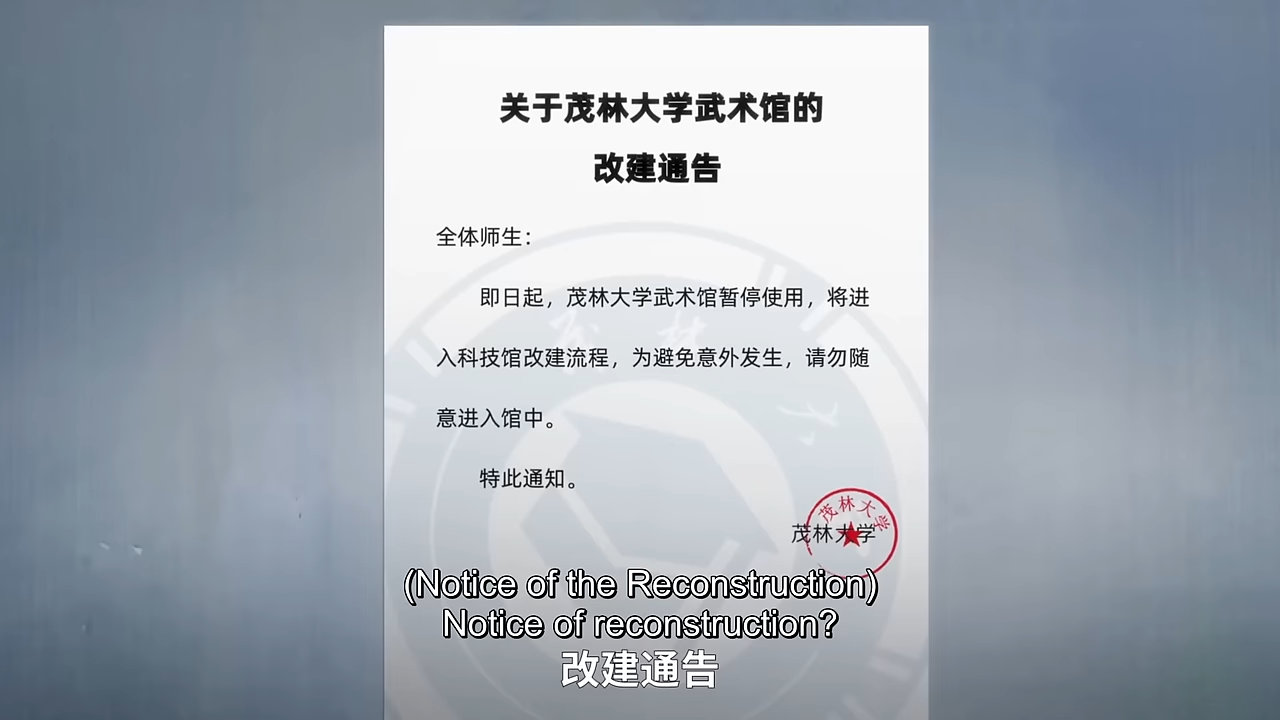 关于茂林大学武术馆的
改建通告
全体师生：
即日起，茂林大学武术馆暂停使用，将进
入科技馆改建流程，为避免意外发生，请勿随
意进入馆中。
特此通知。
茂林大学
茂林大学
(Notice of the Reconstruction)
Notice of reconstruction?
改建通告